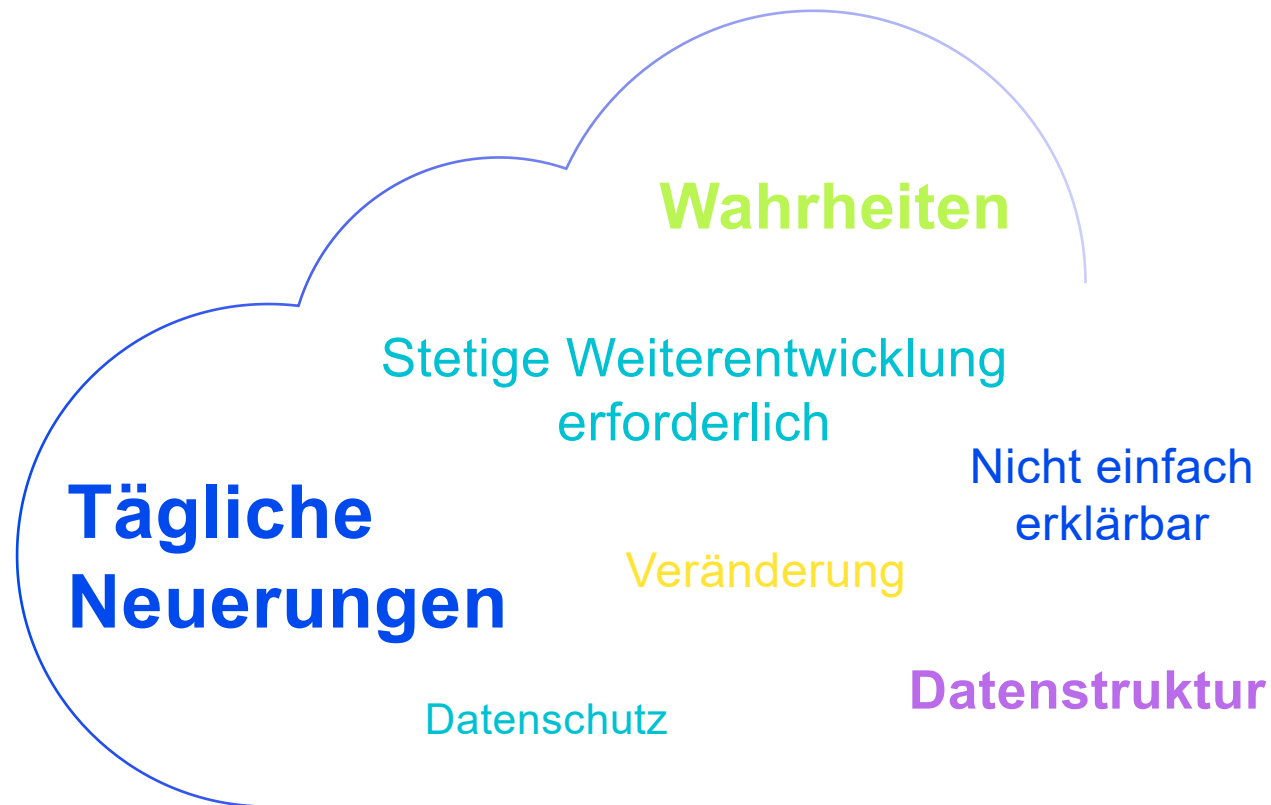 Wahrheiten
Stetige Weiterentwicklung
erforderlich
Nicht einfach
erklärbar
Tägliche
Neuerungen
Veränderung
Datenstruktur
Datenschutz